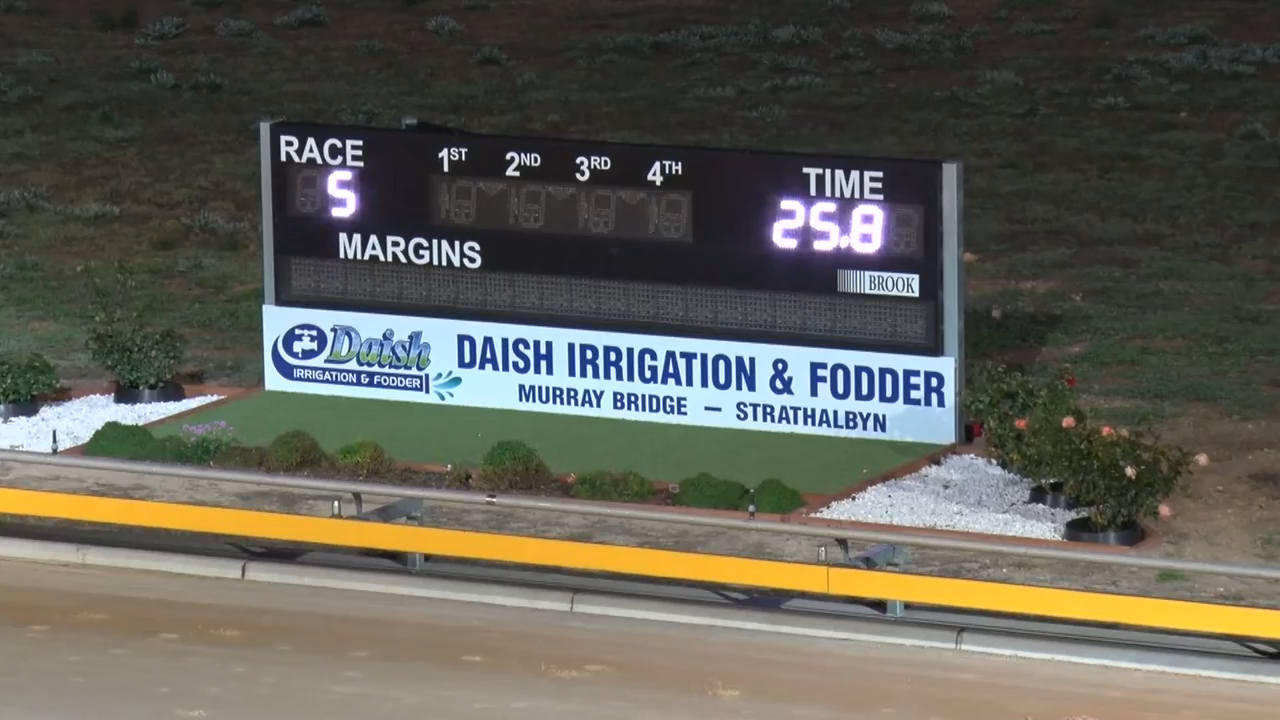 RACE 1ST 2ND 3RD 4TH TIME
5 25.8
MARGINS
BROOK
Daish
IRRIGATION & FODDER
DAISH IRRIGATION & FODDER
MURRAY BRIDGE – STRATHALBYN